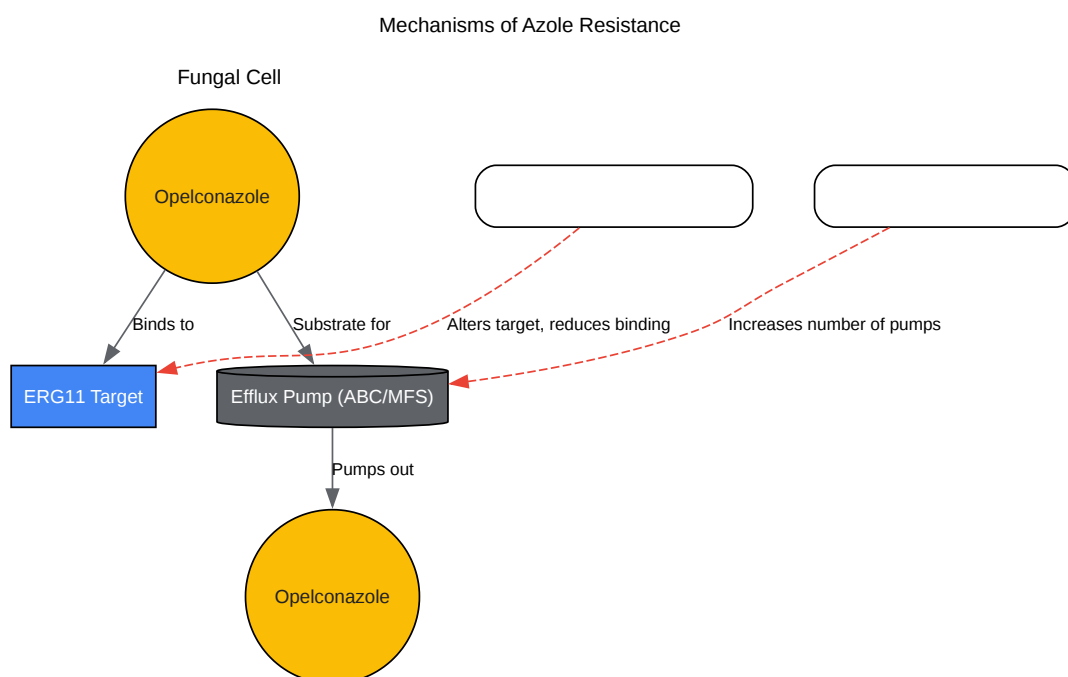 Mechanisms of Azole Resistance
Fungal Cell
Opelconazole
Binds to
Substrate for
Alters target, reduces binding
Increases number of pumps
ERG11 Target
Efflux Pump (ABC/MFS)
Pumps out
Opelconazole